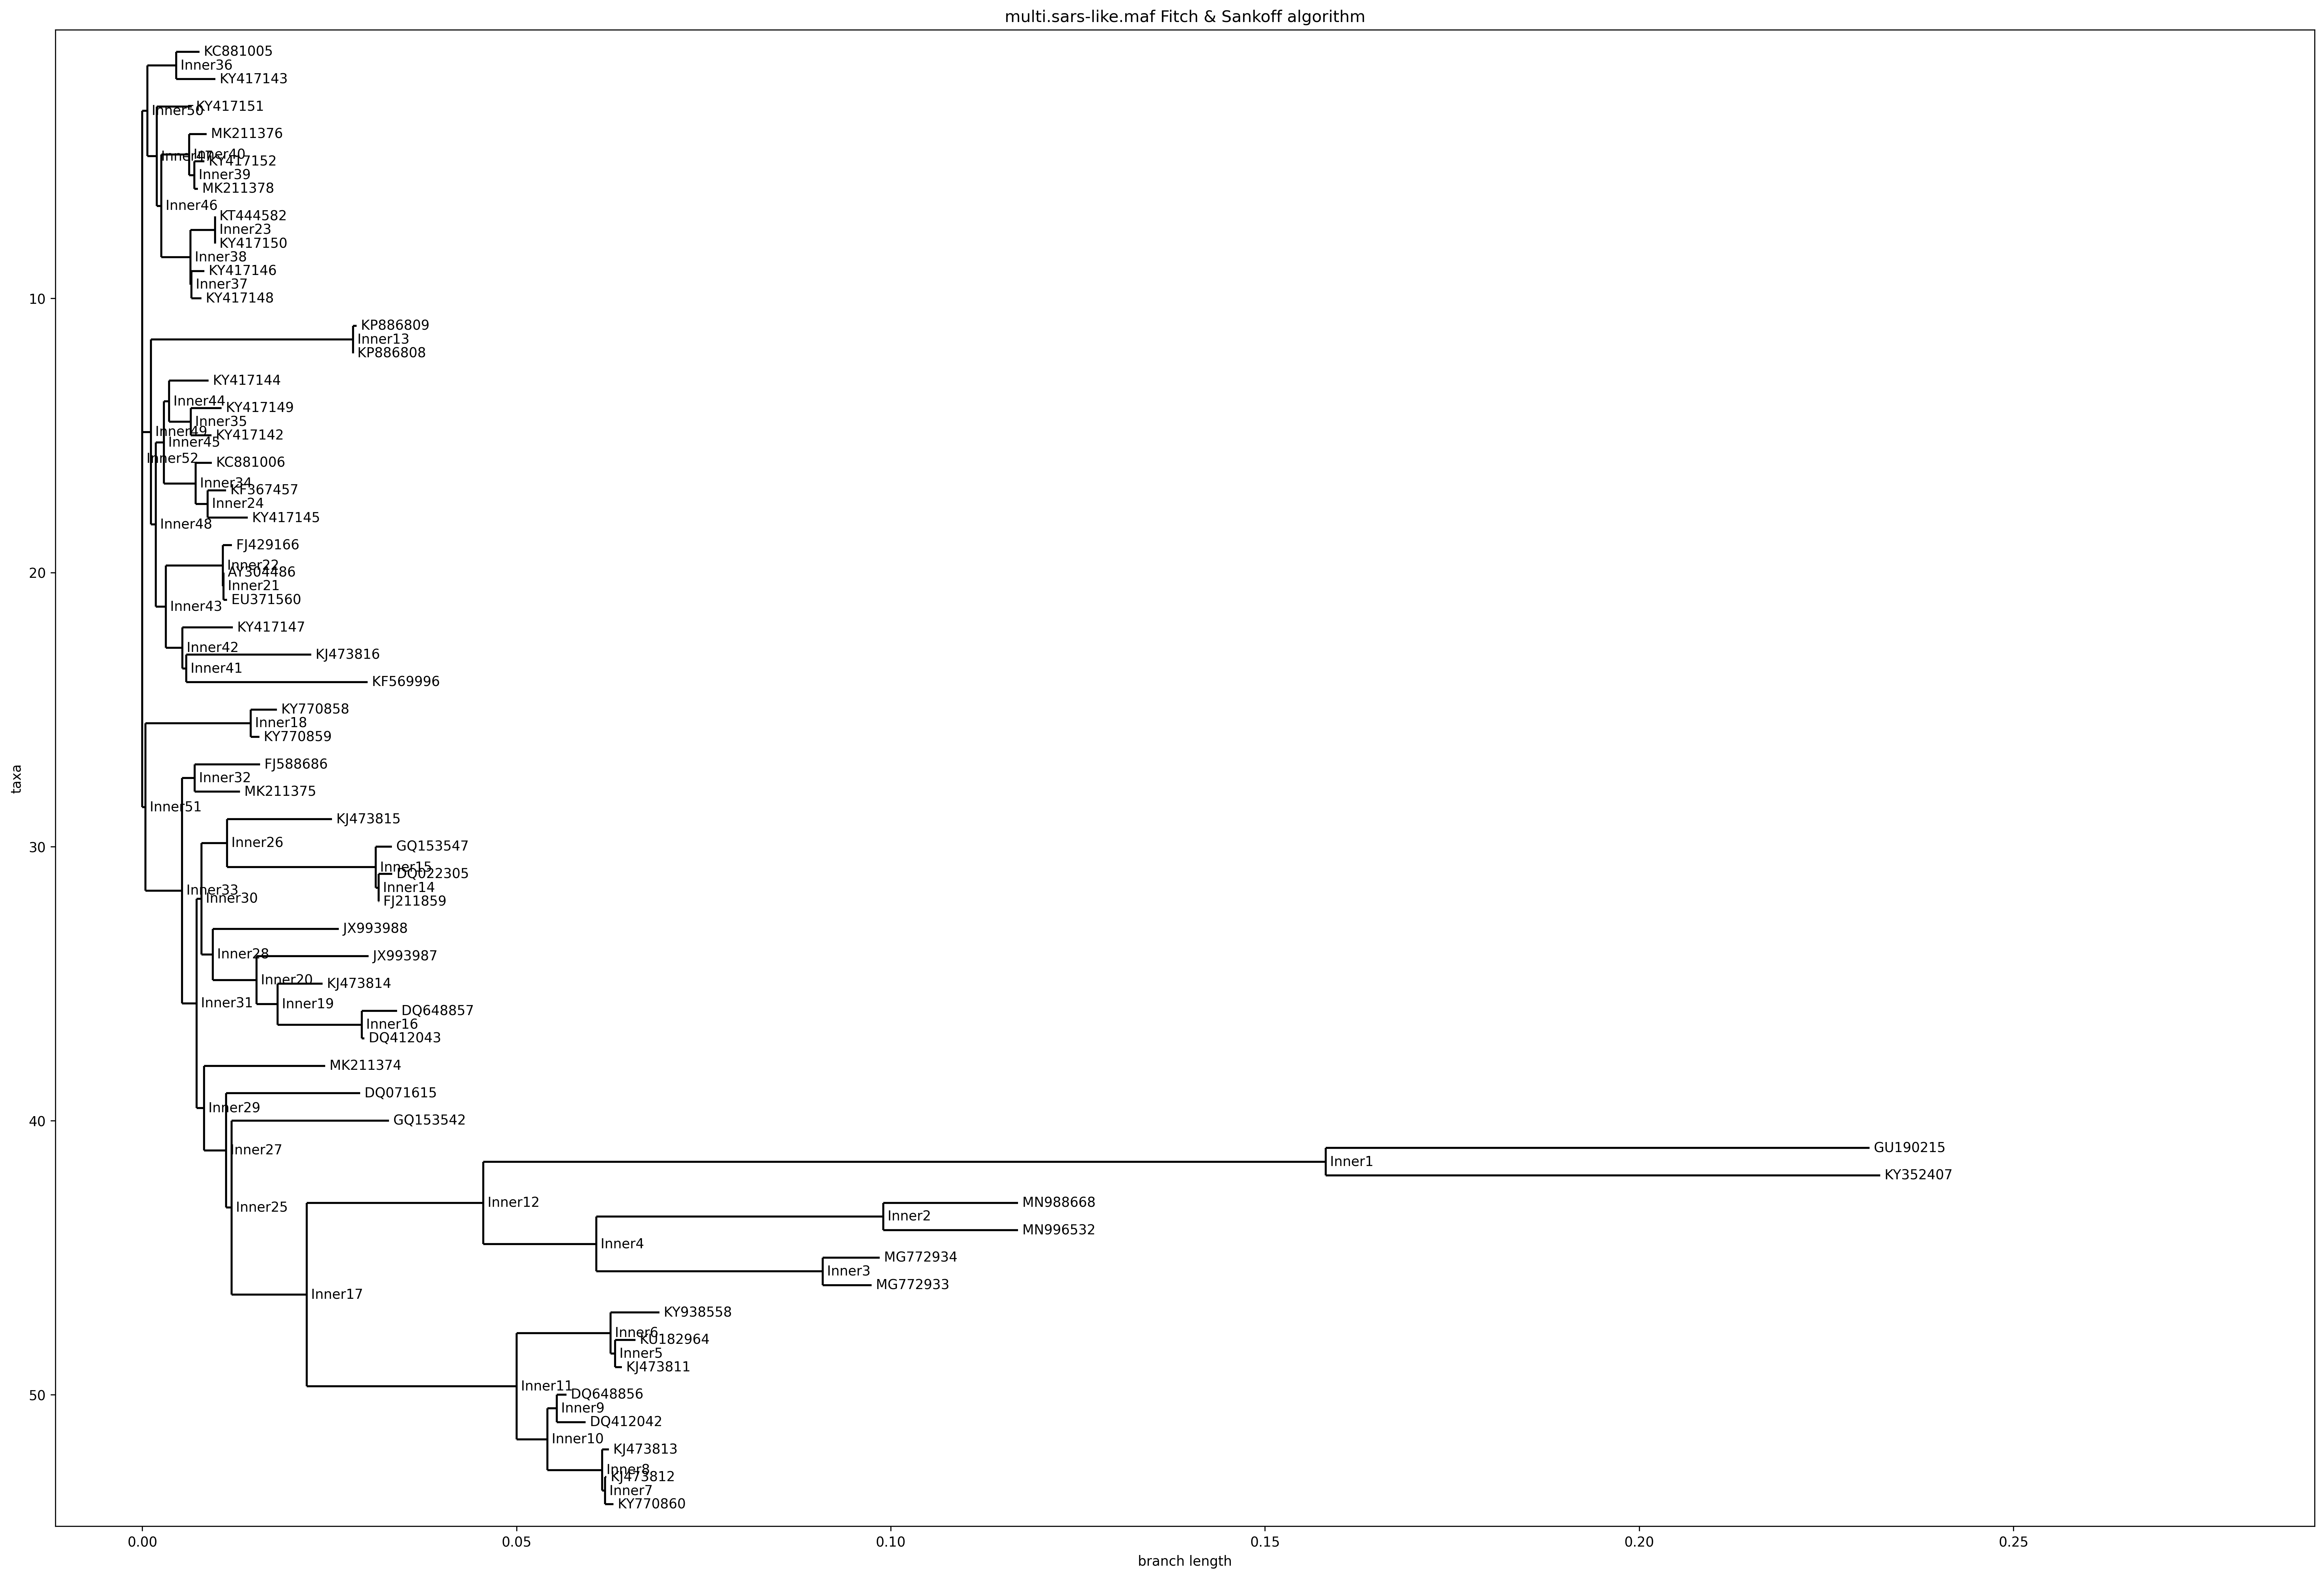 multi.sars-like.maf Fitch & Sankoff algorithm
KC881005
Inner36
KY417143
KY417151
Inner50
MK211376
Inner40
Inner47
KY417152
Inner39
MK211378
Inner46
KT444582
Inner23
KY417150
Inner38
KY417146
Inner37
KY417148
10
KP886809
Inner13
KP886808
KY417144
Inner44
KY417149
Inner35
Inner49
KY417142
Inner45
Inner52
KC881006
Inner34
KF367457
Inner24
KY417145
Inner48
FJ429166
Inner22
AY304486
20
Inner21
EU371560
Inner43
KY417147
Inner42
KJ473816
Inner41
KF569996
KY770858
Inner18
KY770859
FJ588686
Inner32
MK211375
taxa
Inner51
KJ473815
Inner26
GQ153547
30
Inner15
DQ022305
Inner14
Inner33
Inner30
FJ211859
JX993988
Inner28
JX993987
Inner20
KJ473814
Inner31
Inner19
DQ648857
Inner16
DQ412043
MK211374
DQ071615
Inner29
GQ153542
40
Inner27
GU190215
Inner1
KY352407
Inner12
MN988668
Inner25
Inner2
MN996532
Inner4
MG772934
Inner3
MG772933
Inner17
KY938558
Inner6
KU182964
Inner5
KJ473811
Inner11
DQ648856
50
Inner9
DQ412042
Inner10
KJ473813
Inner8
KJ473812
Inner7
KY770860
0.00 0.05 0.10 0.15 0.20 0.25
branch length